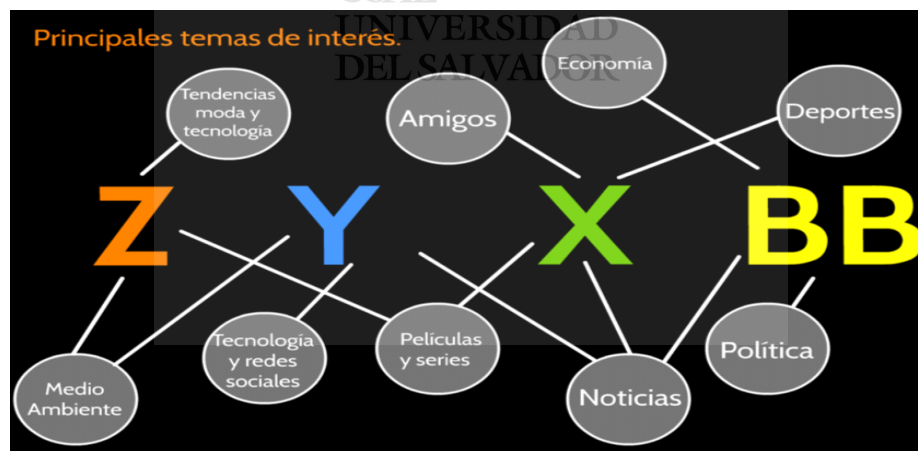 UNIVERSIDAD
DEL SALVADOR
Principales temas de interés.
Economía
Tendencias
moda y
tecnología
Amigos
Deportes
Z Y X BB
Tecnología
y redes
sociales
Películas
y series
Política
Medio
Ambiente
Noticias